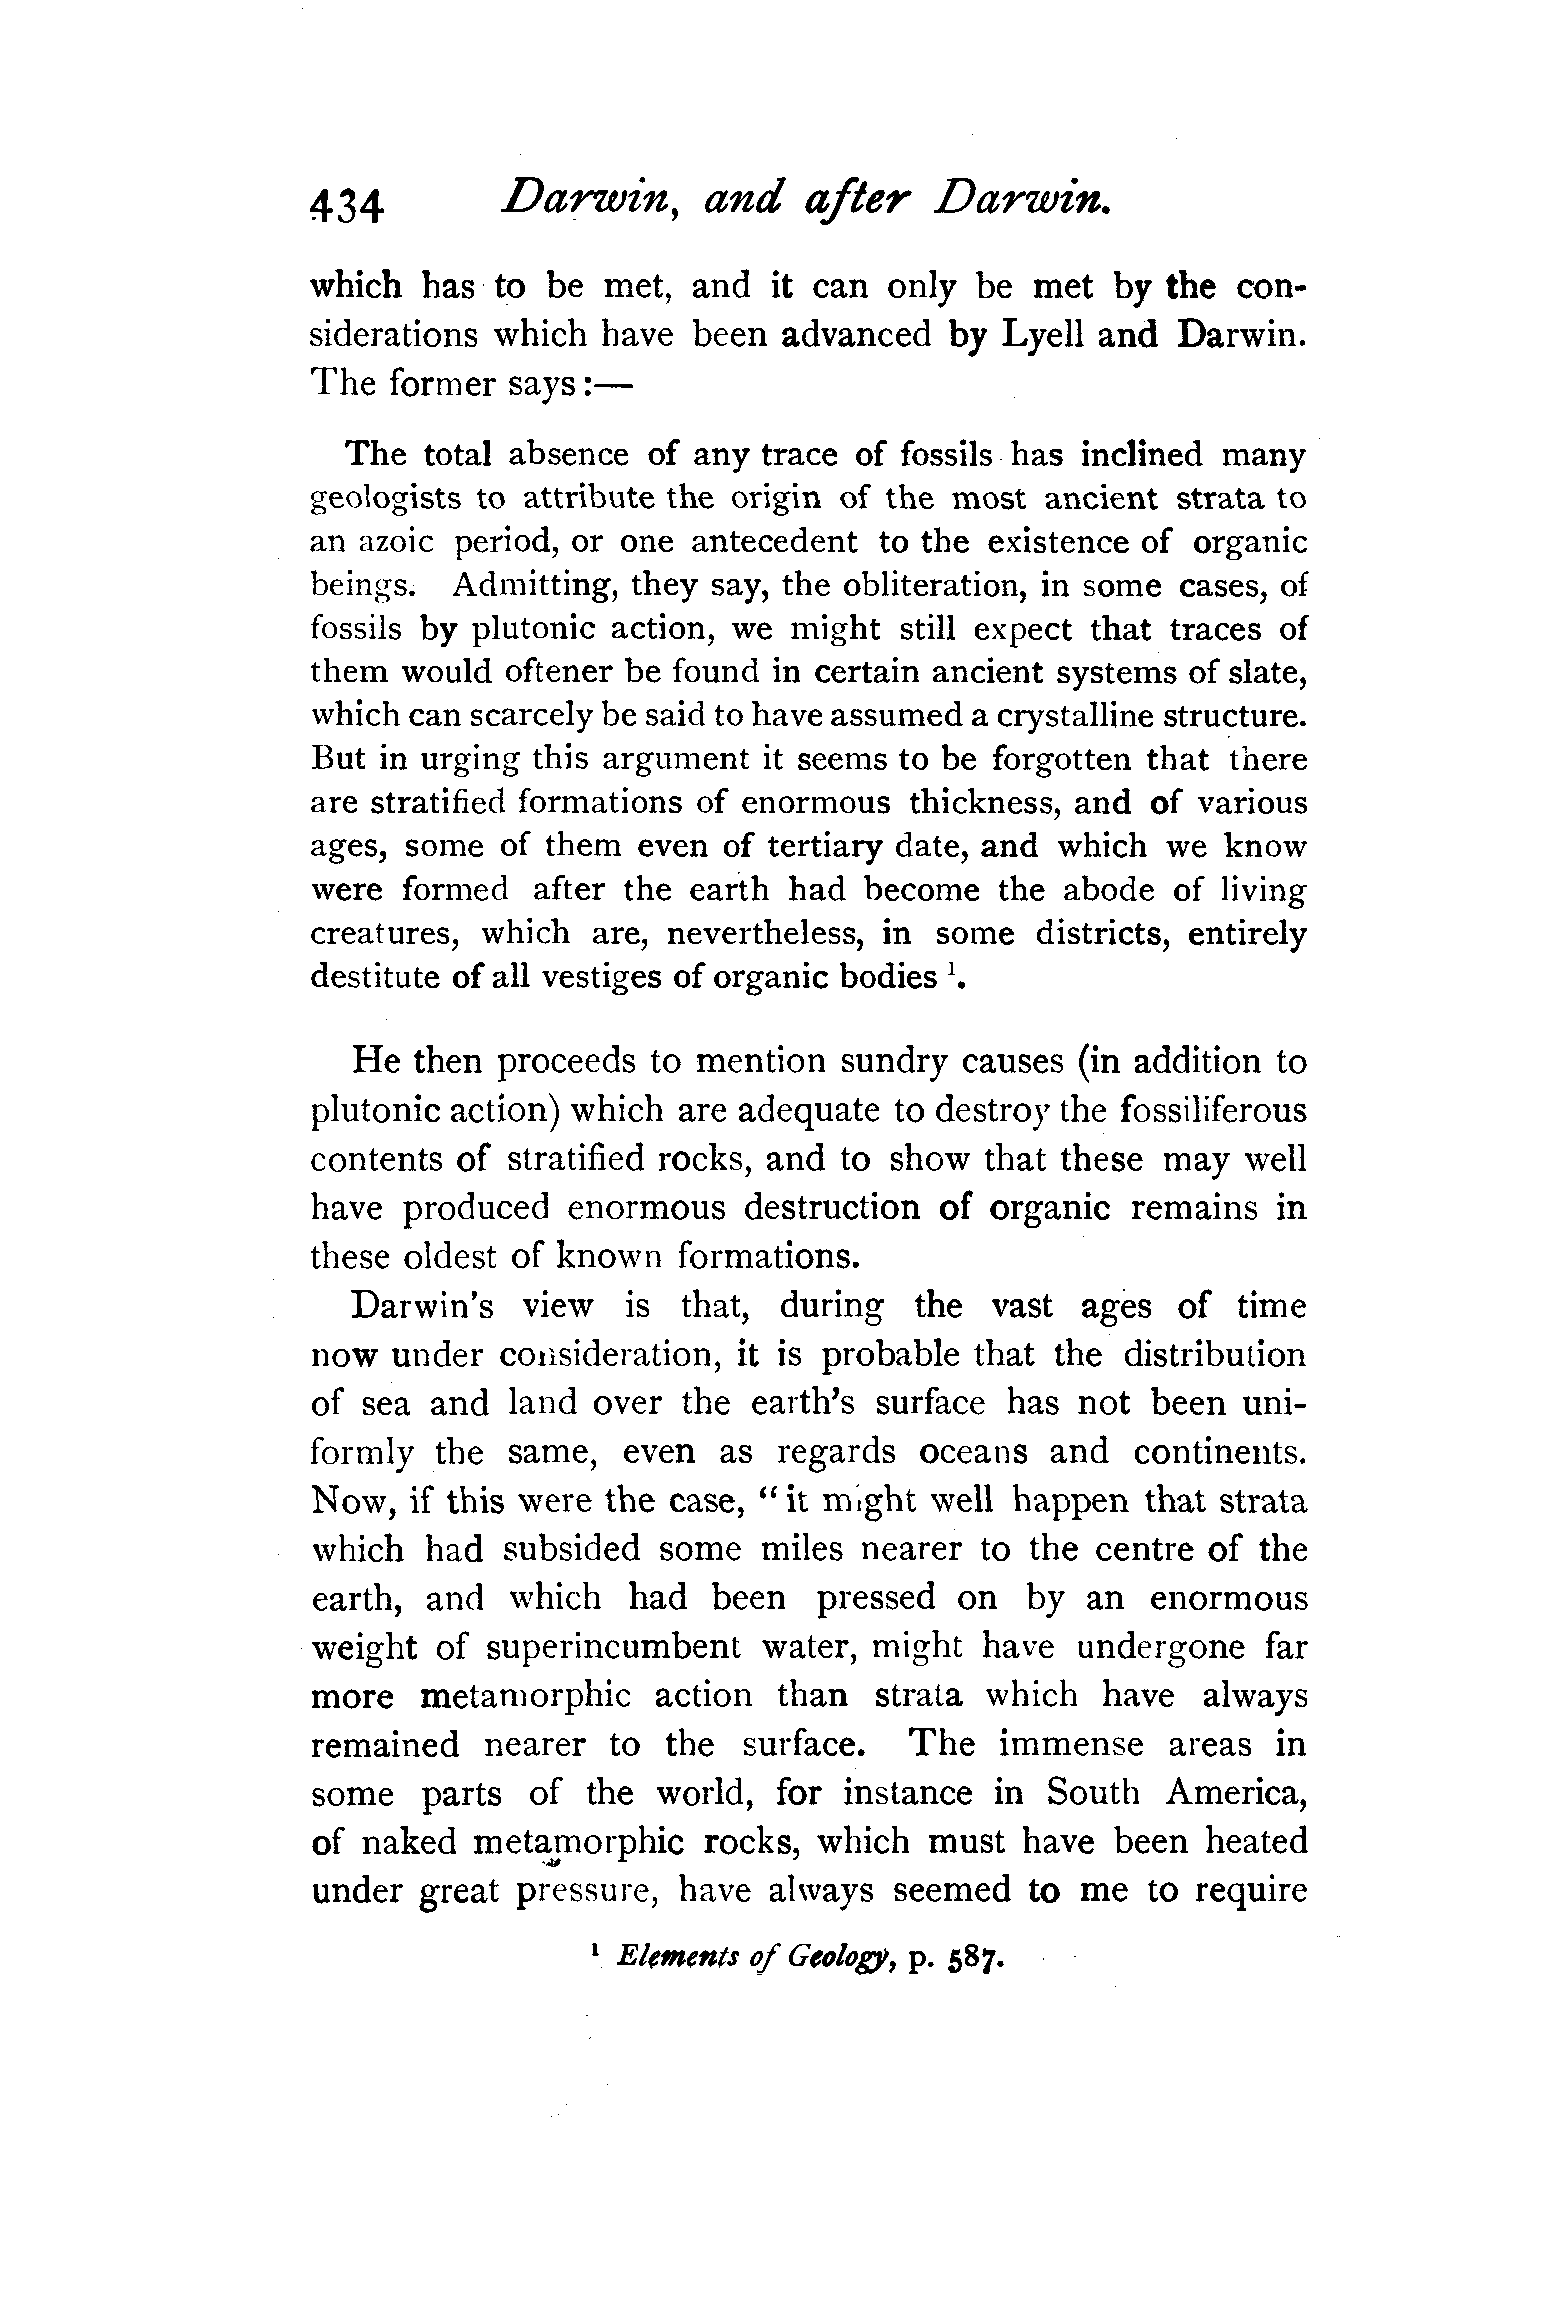 434 Darwin, and after Darwin.
which has to be met, and it can only be met by the con-
siderations which have been advanced by Lyell and Darwin.
The former says :—
The total absence of any trace of fossils has inclined many
geologists to attribute the origin of the most ancient strata to
an azoic period, or one antecedent to the existence of organic
beings. Admitting, they say, the obliteration, in some cases, of
fossils by plutonic action, we might still expect that traces of
them would oftener be found in certain ancient systems of slate,
which can scarcely be said to have assumed a crystalline structure.
But in urging this argument it seems to be forgotten that there
are stratified formations of enormous thickness, and of various
ages, some of them even of tertiary date, and which we know
were formed after the earth had become the abode of living
creatures, which are, nevertheless, in some districts, entirely
destitute of all vestiges of organic bodies ¹.
He then proceeds to mention sundry causes (in addition to
plutonic action) which are adequate to destroy the fossiliferous
contents of stratified rocks, and to show that these may well
have produced enormous destruction of organic remains in
these oldest of known formations.
Darwin's view is that, during the vast ages of time
now under consideration, it is probable that the distribution
of sea and land over the earth's surface has not been uni-
formly the same, even as regards oceans and continents.
Now, if this were the case, "it might well happen that strata
which had subsided some miles nearer to the centre of the
earth, and which had been pressed on by an enormous
weight of superincumbent water, might have undergone far
more metamorphic action than strata which have always
remained nearer to the surface. The immense areas in
some parts of the world, for instance in South America,
of naked metamorphic rocks, which must have been heated
under great pressure, have always seemed to me to require
¹ Elements of Geology, p. 587.